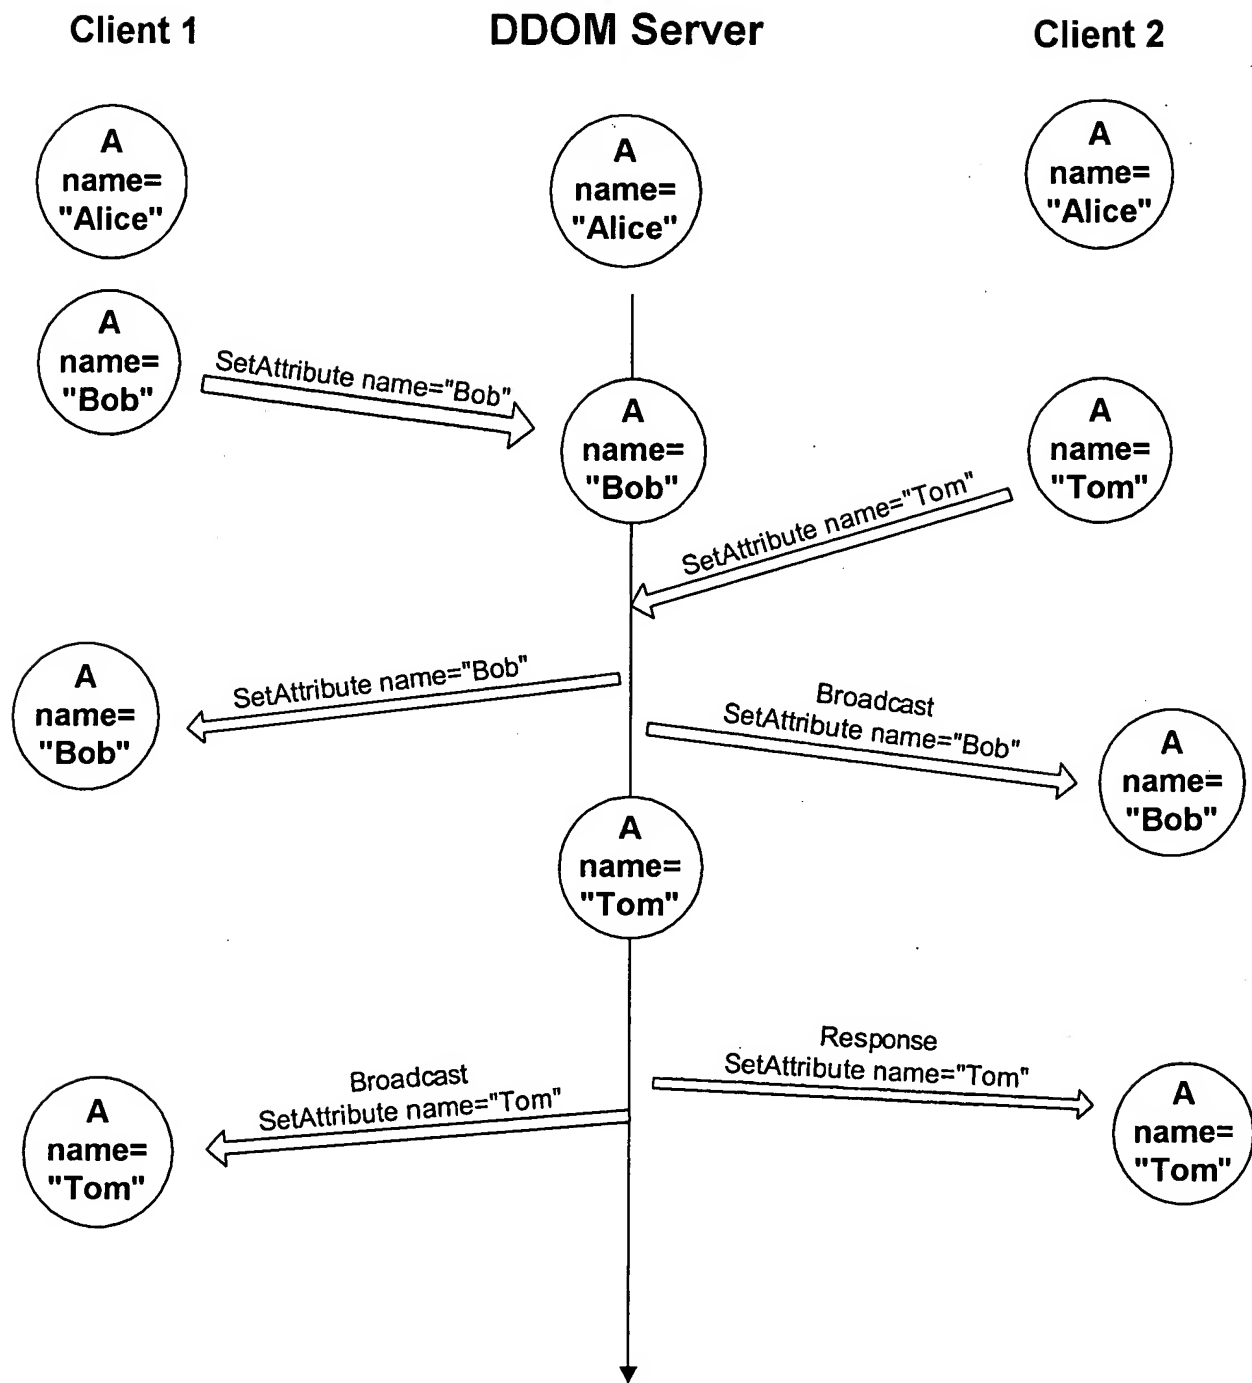 Client 1
DDOM Server
Client 2
A
name=
"Alice"
A
name=
"Alice"
A
name=
"Alice"
A
name=
"Bob"
SetAttribute name="Bob"
A
name=
"Bob"
A
name=
"Tom"
SetAttribute name="Tom"
A
name=
"Bob"
SetAttribute name="Bob"
Broadcast
SetAttribute name="Bob"
A
name=
"Bob"
A
name=
"Tom"
Response
SetAttribute name="Tom"
Broadcast
SetAttribute name="Tom"
A
name=
"Tom"
A
name=
"Tom"